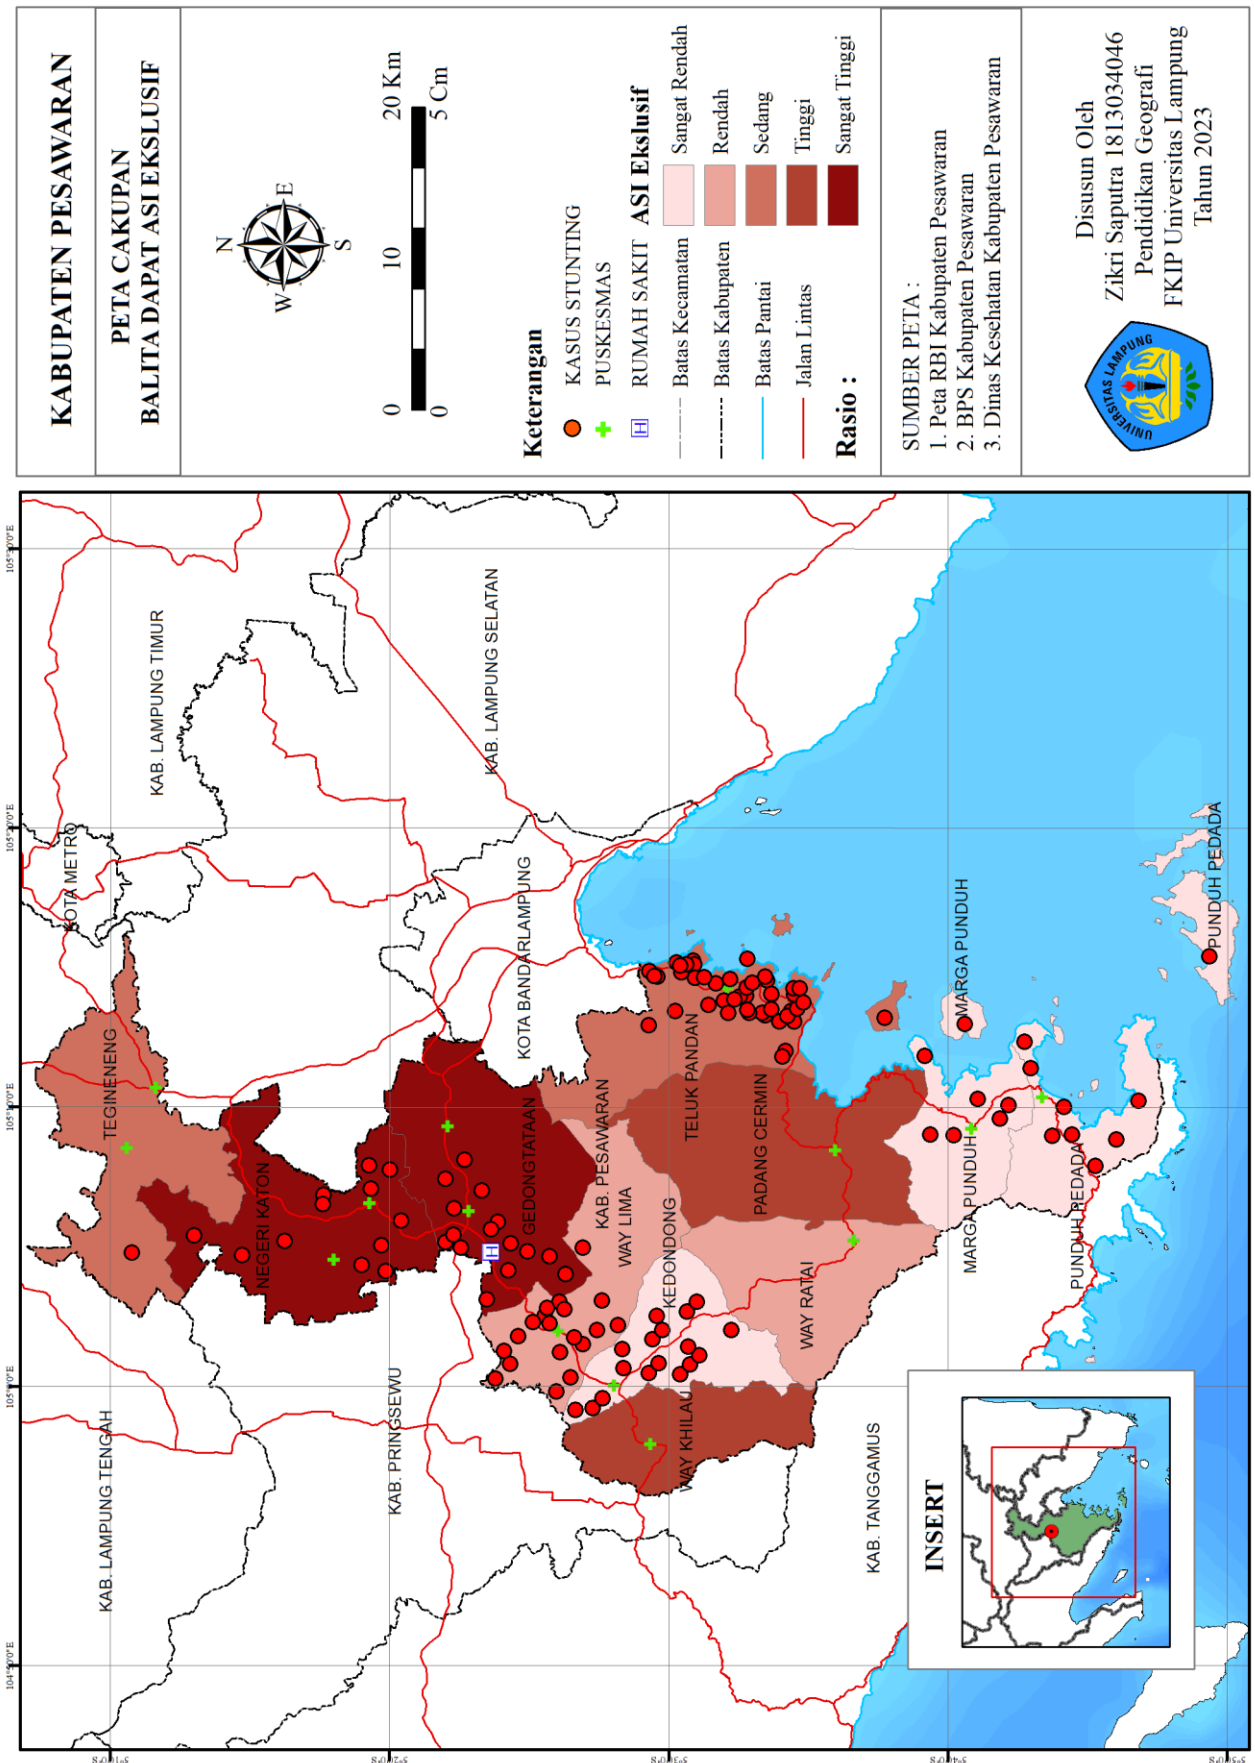 KABUPATEN PESAWARAN
PETA CAKUPAN
BALITA DAPAT ASI EKSLUSIF
N
W
E
S
0 10 20 Km
0 5 Cm
Keterangan
KASUS STUNTING
PUSKESMAS
H RUMAH SAKIT
Batas Kecamatan
Batas Kabupaten
Batas Pantai
Jalan Lintas
Rasio :
ASI Ekslusif
Sangat Rendah
Rendah
Sedang
Tinggi
Sangat Tinggi
SUMBER PETA :
1. Peta RBI Kabupaten Pesawaran
2. BPS Kabupaten Pesawaran
3. Dinas Kesehatan Kabupaten Pesawaran
UNIVERSITAS LAMPUNG
Disusun Oleh
Zikri Saputra 1813034046
Pendidikan Geografi
FKIP Universitas Lampung
Tahun 2023
KAB. LAMPUNG TENGAH
KOTA METRO
KAB. LAMPUNG TIMUR
TEGINENENG
NEGERI KATON
KAB. PRINGSEWU
KAB. LAMPUNG SELATAN
GEDONGTATAAN
KOTA BANDARLAMPUNG
H
KAB. PESAWARAN
WAY LIMA
KEDONDONG
TELUK PANDAN
WAY KHILAU
PADANG CERMIN
WAY RATAI
KAB. TANGGAMUS
MARGA PUNDUH
MARGA PUNDUH
PUNDUH PEDADA
PUNDUH PEDADA
INSERT